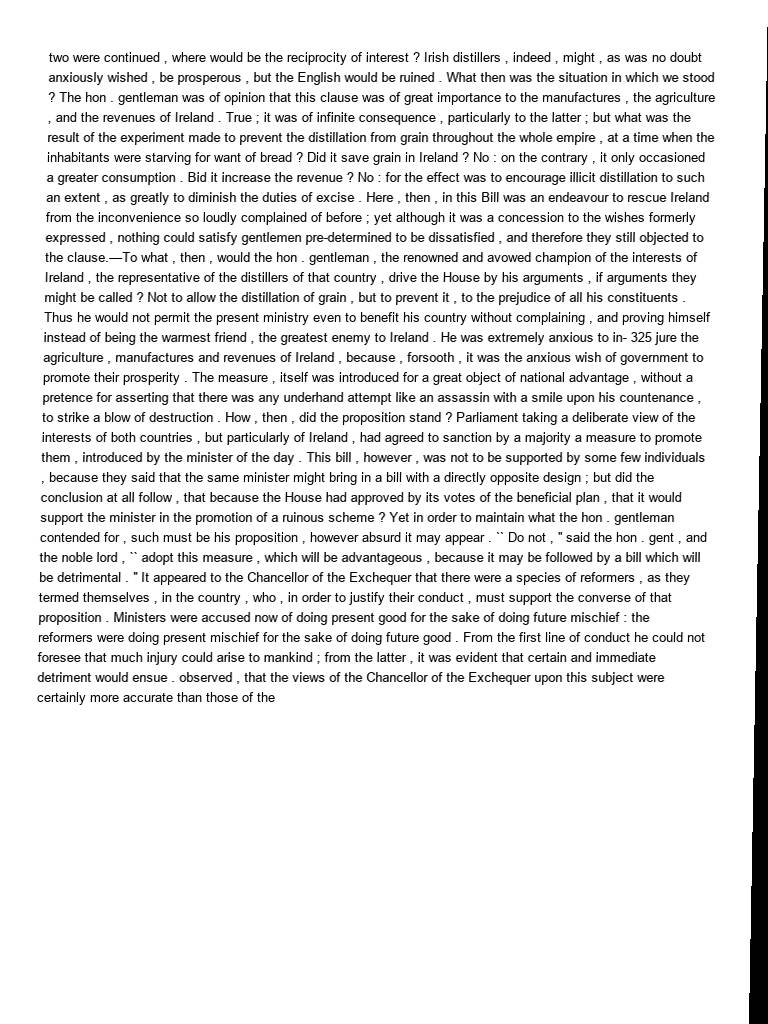 two were continued , where would be the reciprocity of interest ? Irish distillers , indeed , might , as was no doubt
anxiously wished , be prosperous , but the English would be ruined . What then was the situation in which we stood
? The hon . gentleman was of opinion that this clause was of great importance to the manufactures , the agriculture
, and the revenues of Ireland . True ; it was of infinite consequence , particularly to the latter ; but what was the
result of the experiment made to prevent the distillation from grain throughout the whole empire , at a time when the
inhabitants were starving for want of bread ? Did it save grain in Ireland ? No : on the contrary , it only occasioned
a greater consumption . Bid it increase the revenue ? No : for the effect was to encourage illicit distillation to such
an extent , as greatly to diminish the duties of excise . Here , then , in this Bill was an endeavour to rescue Ireland
from the inconvenience so loudly complained of before ; yet although it was a concession to the wishes formerly
expressed , nothing could satisfy gentlemen pre-determined to be dissatisfied , and therefore they still objected to
the clause.—To what , then , would the hon . gentleman , the renowned and avowed champion of the interests of
Ireland , the representative of the distillers of that country , drive the House by his arguments , if arguments they
might be called ? Not to allow the distillation of grain , but to prevent it , to the prejudice of all his constituents .
Thus he would not permit the present ministry even to benefit his country without complaining , and proving himself
instead of being the warmest friend , the greatest enemy to Ireland . He was extremely anxious to in- 325 jure the
agriculture , manufactures and revenues of Ireland , because , forsooth , it was the anxious wish of government to
promote their prosperity . The measure , itself was introduced for a great object of national advantage , without a
pretence for asserting that there was any underhand attempt like an assassin with a smile upon his countenance ,
to strike a blow of destruction . How , then , did the proposition stand ? Parliament taking a deliberate view of the
interests of both countries , but particularly of Ireland , had agreed to sanction by a majority a measure to promote
them , introduced by the minister of the day . This bill , however , was not to be supported by some few individuals
, because they said that the same minister might bring in a bill with a directly opposite design ; but did the
conclusion at all follow , that because the House had approved by its votes of the beneficial plan , that it would
support the minister in the promotion of a ruinous scheme ? Yet in order to maintain what the hon . gentleman
contended for , such must be his proposition , however absurd it may appear . `` Do not , '' said the hon . gent , and
the noble lord , `` adopt this measure , which will be advantageous , because it may be followed by a bill which will
be detrimental . '' It appeared to the Chancellor of the Exchequer that there were a species of reformers , as they
termed themselves , in the country , who , in order to justify their conduct , must support the converse of that
proposition . Ministers were accused now of doing present good for the sake of doing future mischief : the
reformers were doing present mischief for the sake of doing future good . From the first line of conduct he could not
foresee that much injury could arise to mankind ; from the latter , it was evident that certain and immediate
detriment would ensue . observed , that the views of the Chancellor of the Exchequer upon this subject were
certainly more accurate than those of the